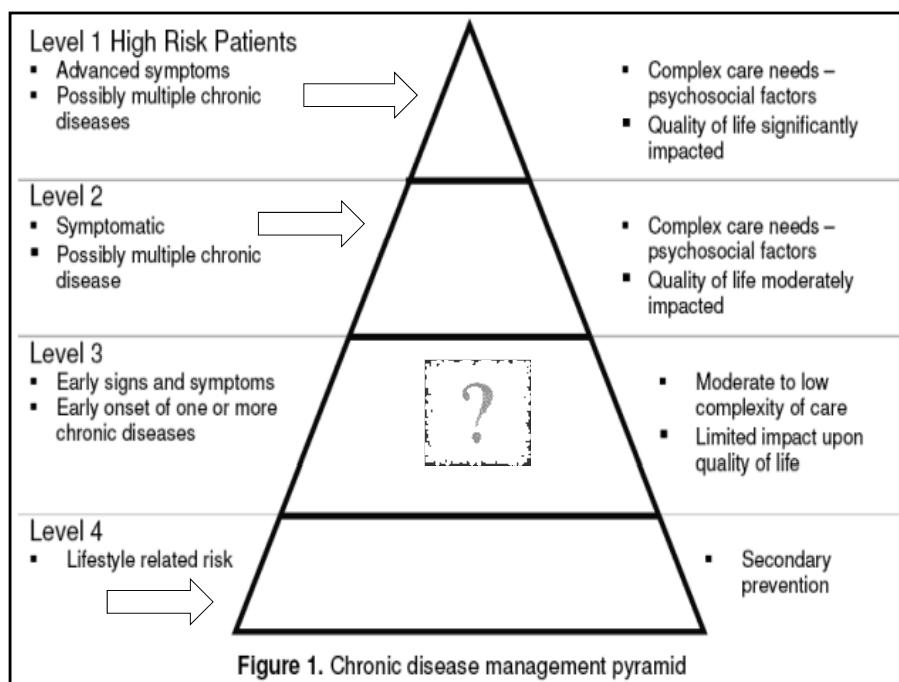 Level 1 High Risk Patients
▪ Advanced symptoms
▪ Possibly multiple chronic
diseases
▪ Complex care needs –
psychosocial factors
▪ Quality of life significantly
impacted
Level 2
▪ Symptomatic
▪ Possibly multiple chronic
disease
▪ Complex care needs –
psychosocial factors
▪ Quality of life moderately
impacted
Level 3
▪ Early signs and symptoms
▪ Early onset of one or more
chronic diseases
?
▪ Moderate to low
complexity of care
▪ Limited impact upon
quality of life
Level 4
▪ Lifestyle related risk
▪ Secondary
prevention
Figure 1. Chronic disease management pyramid